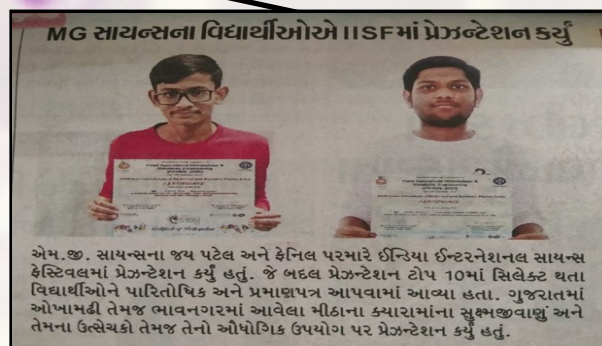 MG સાયન્સના વિદ્યાર્થીઓએ IISFમાં પ્રેઝન્ટેશન કર્યું
એમ.જી. સાયન્સના જય પટેલ અને ફેનિલ પરમારે ઈન્ડિયા ઈન્ટરનેશનલ સાયન્સ
ફેસ્ટિવલમાં પ્રેઝન્ટેશન કર્યું હતું. જે બદલ પ્રેઝન્ટેશન ટોપ 10માં સિલેક્ટ થતા
વિદ્યાર્થીઓને પારિતોષિક અને પ્રમાણપત્ર આપવામાં આવ્યા હતા. ગુજરાતમાં
ઓખામઢી તેમજ ભાવનગરમાં આવેલા મીઠાના ક્યારામાંના સુક્ષ્મજીવાણું અને
તેમના ઉત્સેચકો તેમજ તેનો ઔધોગિક ઉપયોગ પર પ્રેઝન્ટેશન કર્યું હતું.